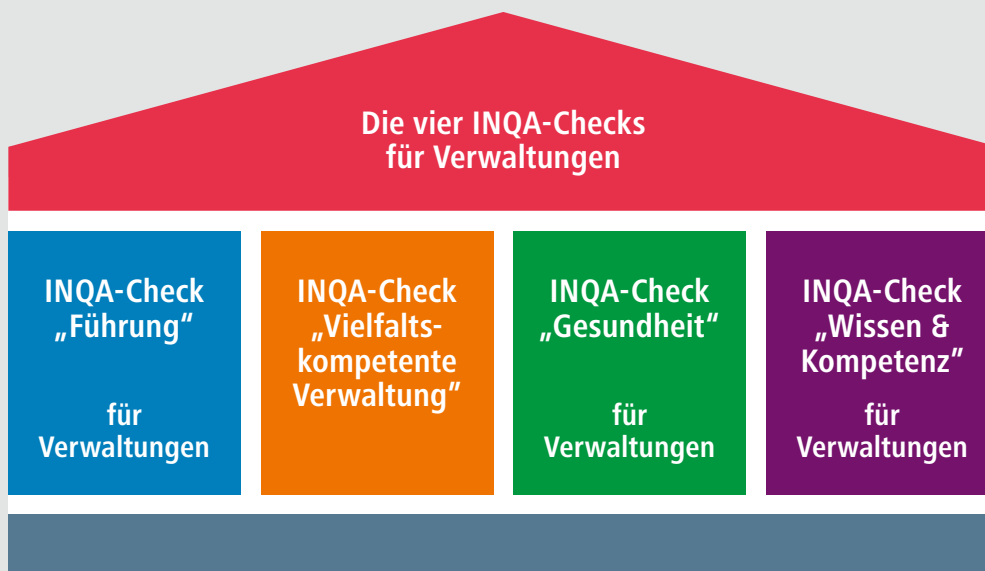 Die vier INQA-Checks
für Verwaltungen
INQA-Check
„Führung“
für
Verwaltungen
INQA-Check
„Vielfalts-
kompetente
Verwaltung”
INQA-Check
„Gesundheit“
für
Verwaltungen
INQA-Check
„Wissen &
Kompetenz”
für
Verwaltungen